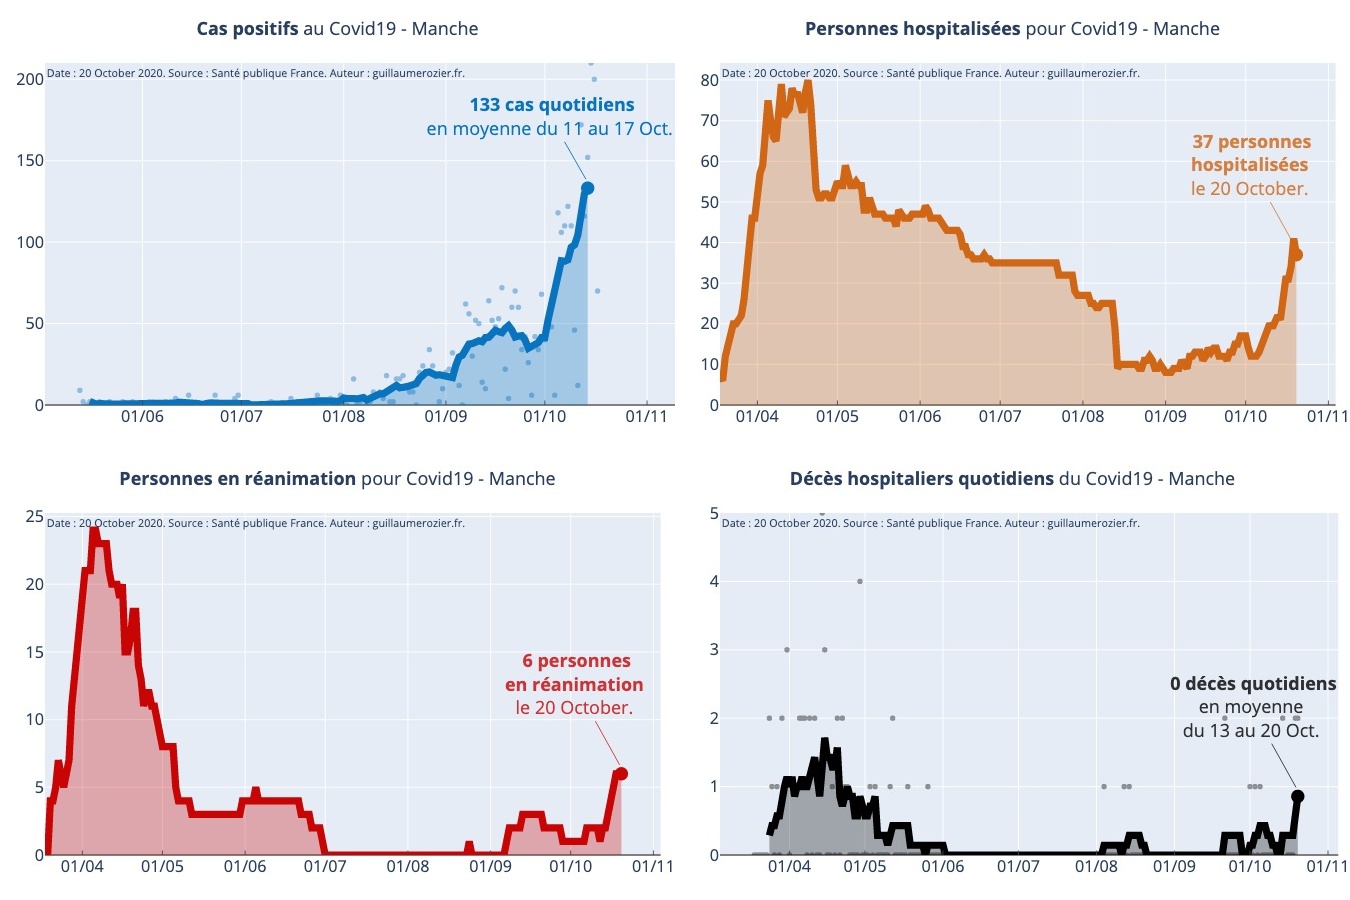 Cas positifs au Covid19 - Manche
Date : 20 October 2020. Source : Santé publique France. Auteur : guillaumerozier.fr.
133 cas quotidiens
en moyenne du 11 au 17 Oct.
200
150
100
50
0
01/06 01/07 01/08 01/09 01/10 01/11
Personnes hospitalisées pour Covid19 - Manche
Date : 20 October 2020. Source : Santé publique France. Auteur : guillaumerozier.fr.
37 personnes
hospitalisées
le 20 October.
80
70
60
50
40
30
20
10
0
01/04 01/05 01/06 01/07 01/08 01/09 01/10 01/11
Personnes en réanimation pour Covid19 - Manche
Date : 20 October 2020. Source : Santé publique France. Auteur : guillaumerozier.fr.
6 personnes
en réanimation
le 20 October.
25
20
15
10
5
0
01/04 01/05 01/06 01/07 01/08 01/09 01/10 01/11
Décès hospitaliers quotidiens du Covid19 - Manche
Date : 20 October 2020. Source : Santé publique France. Auteur : guillaumerozier.fr.
0 décès quotidiens
en moyenne
du 13 au 20 Oct.
5
4
3
2
1
0
01/04 01/05 01/06 01/07 01/08 01/09 01/10 01/11